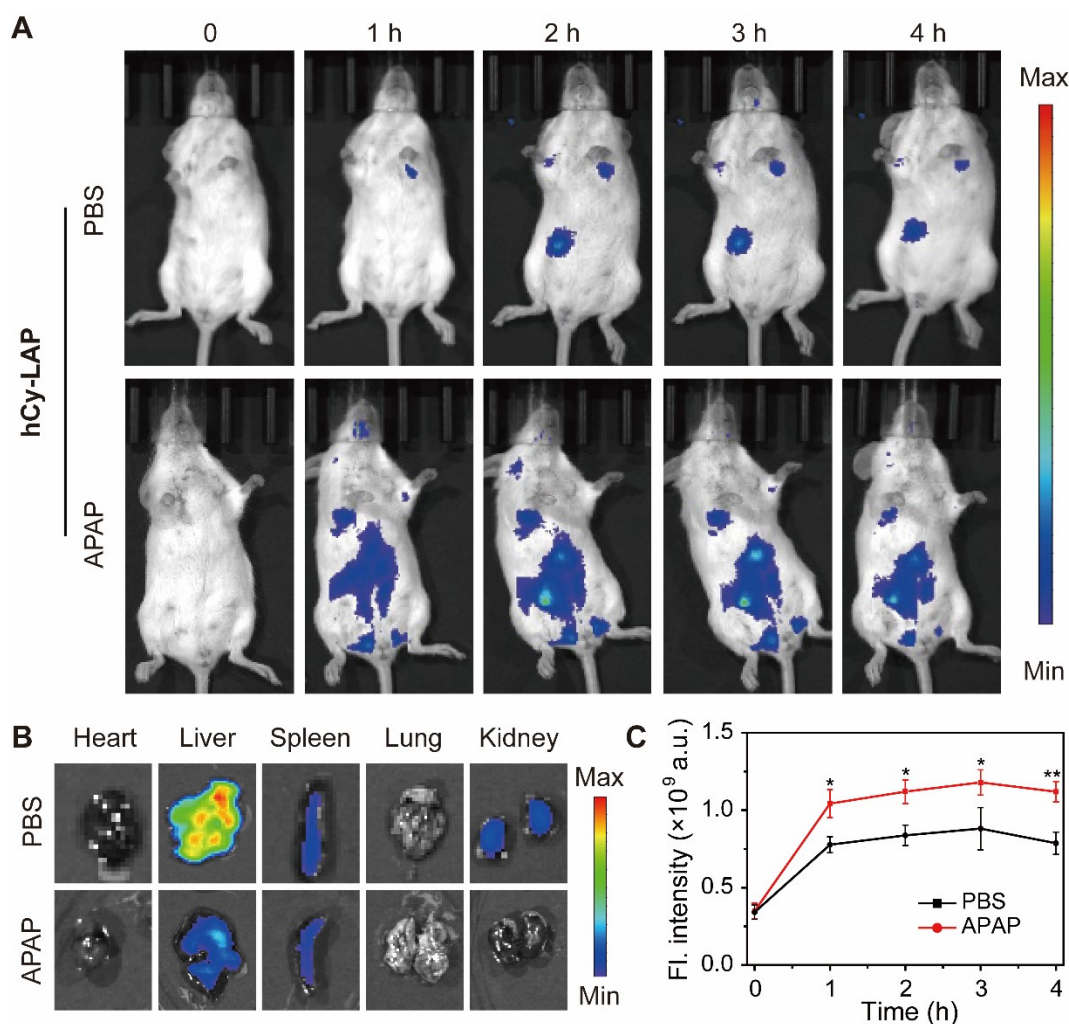 A
0 1 h 2 h 3 h 4 h
Max
Min
hCy-LAP
PBS
APAP
B
Heart Liver Spleen Lung Kidney
PBS
APAP
Max
Min
C
Fl. intensity (×10⁹ a.u.)
1.5
1.0
0.5
0.0
* * * **
PBS
APAP
0 1 2 3 4
Time (h)